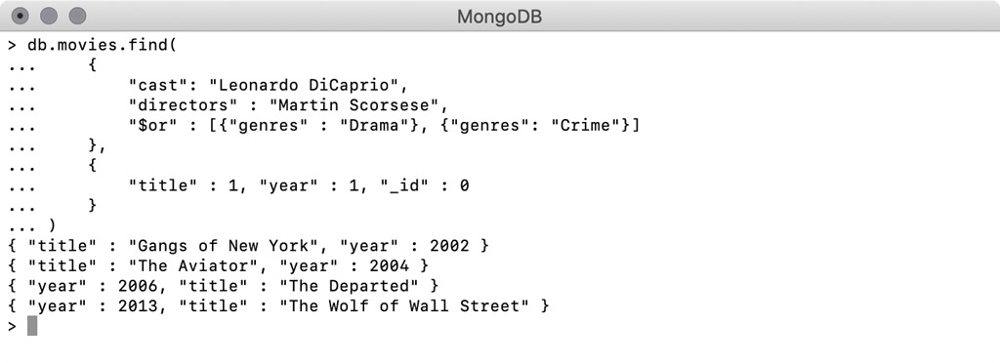 MongoDB
> db.movies.find(
...     {
...         "cast": "Leonardo DiCaprio",
...         "directors" : "Martin Scorsese",
...         "$or" : [{"genres" : "Drama"}, {"genres": "Crime"}]
...     },
...     {
...         "title" : 1, "year" : 1, "_id" : 0
...     }
... )
{ "title" : "Gangs of New York", "year" : 2002 }
{ "title" : "The Aviator", "year" : 2004 }
{ "year" : 2006, "title" : "The Departed" }
{ "year" : 2013, "title" : "The Wolf of Wall Street" }
>